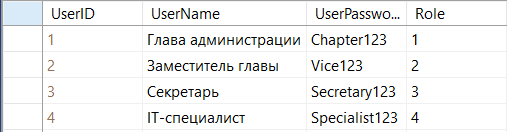 UserID UserName UserPasswo... Role
1 Глава администрации Chapter123 1
2 Заместитель главы Vice123 2
3 Секретарь Secretary123 3
4 IT-специалист Specialist123 4